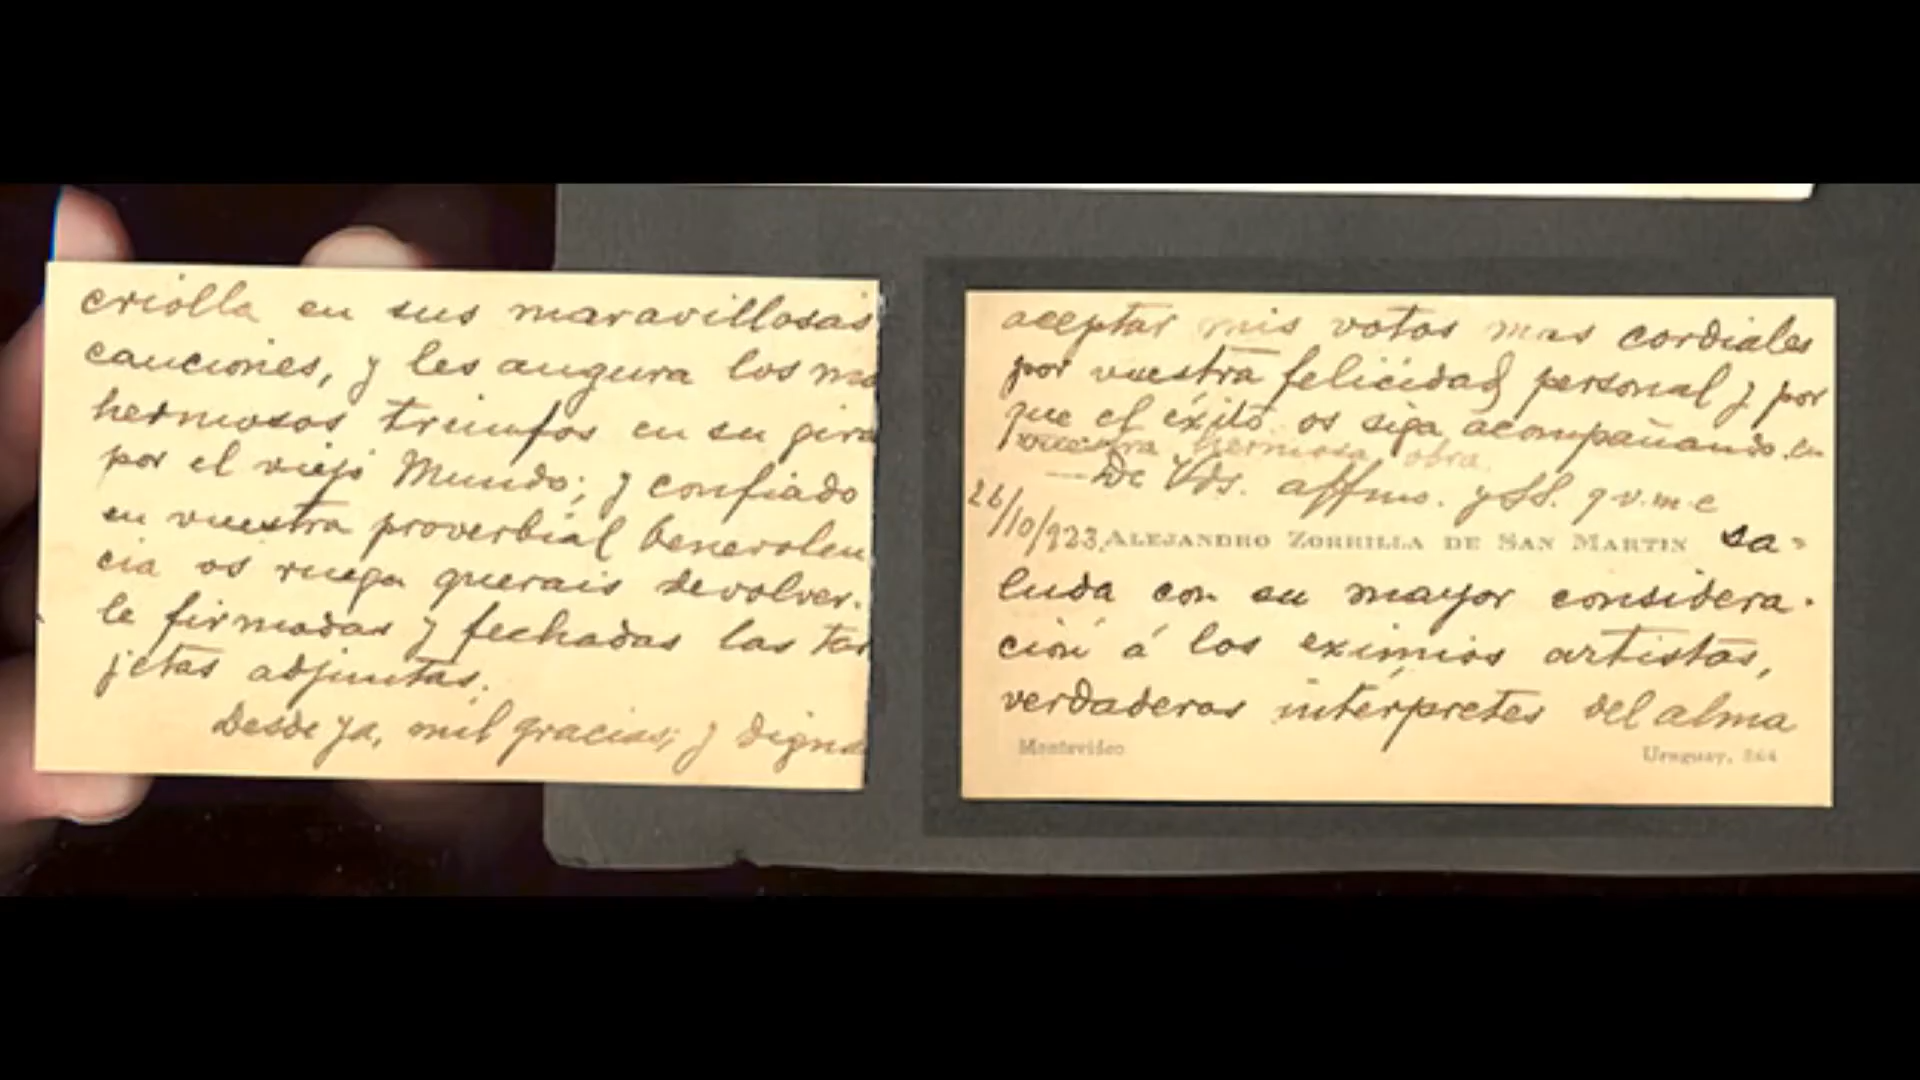 criolla en sus maravillosas
canciones, y les augura los ma
hermosos triunfos en su gira
por el viejo Mundo; y confiado
en vuestra proverbial benevolen
cia os ruega querais devolver-
le firmadas y fechadas las tar
jetas adjuntas.
Desde ya, mil gracias; y digna
aceptar mis votos mas cordiales
por vuestra felicidad personal y por
que el éxito os siga acompañando en
vuestra hermosa obra.
—De Vds. affmo. y SS. q v. m. e
26/10/923.
ALEJANDRO ZORRILLA DE SAN MARTIN sa-
luda con su mayor considera-
ción á los eximios artistas,
verdaderos intérpretes del alma
Montevideo
Uruguay, 864